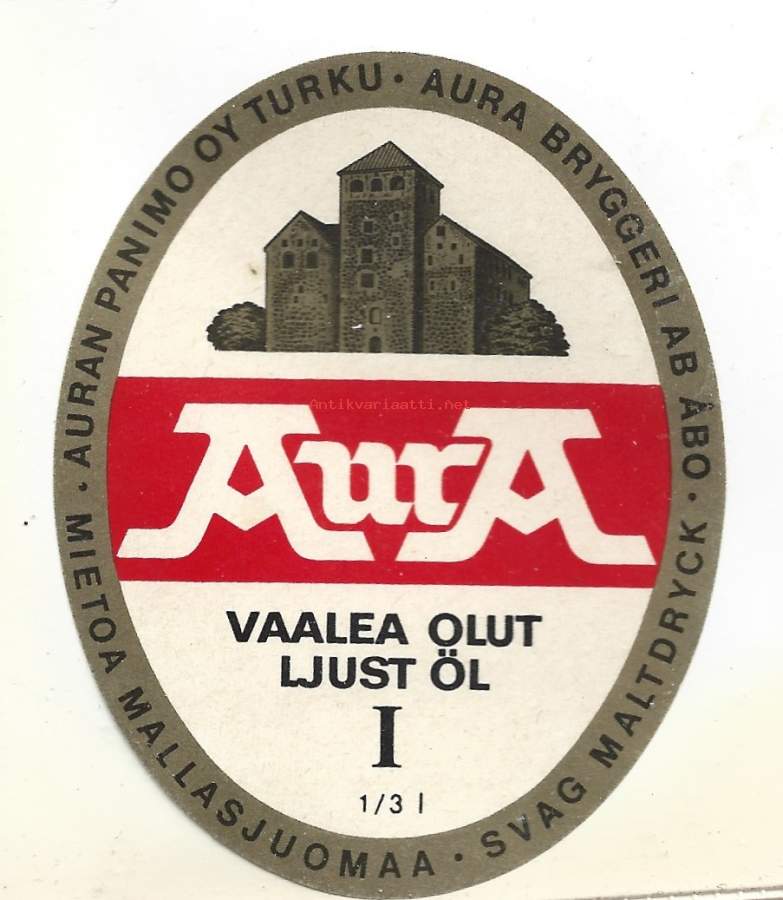 AURAN PANIMO OY TURKU · AURA BRYGGERI AB ÅBO ·
Antikvariaatti.net
AurA
VAALEA OLUT
LJUST ÖL
I
1/3 l
MIETOA MALLASJUOMAA · SVAG MALTDRYCK ·